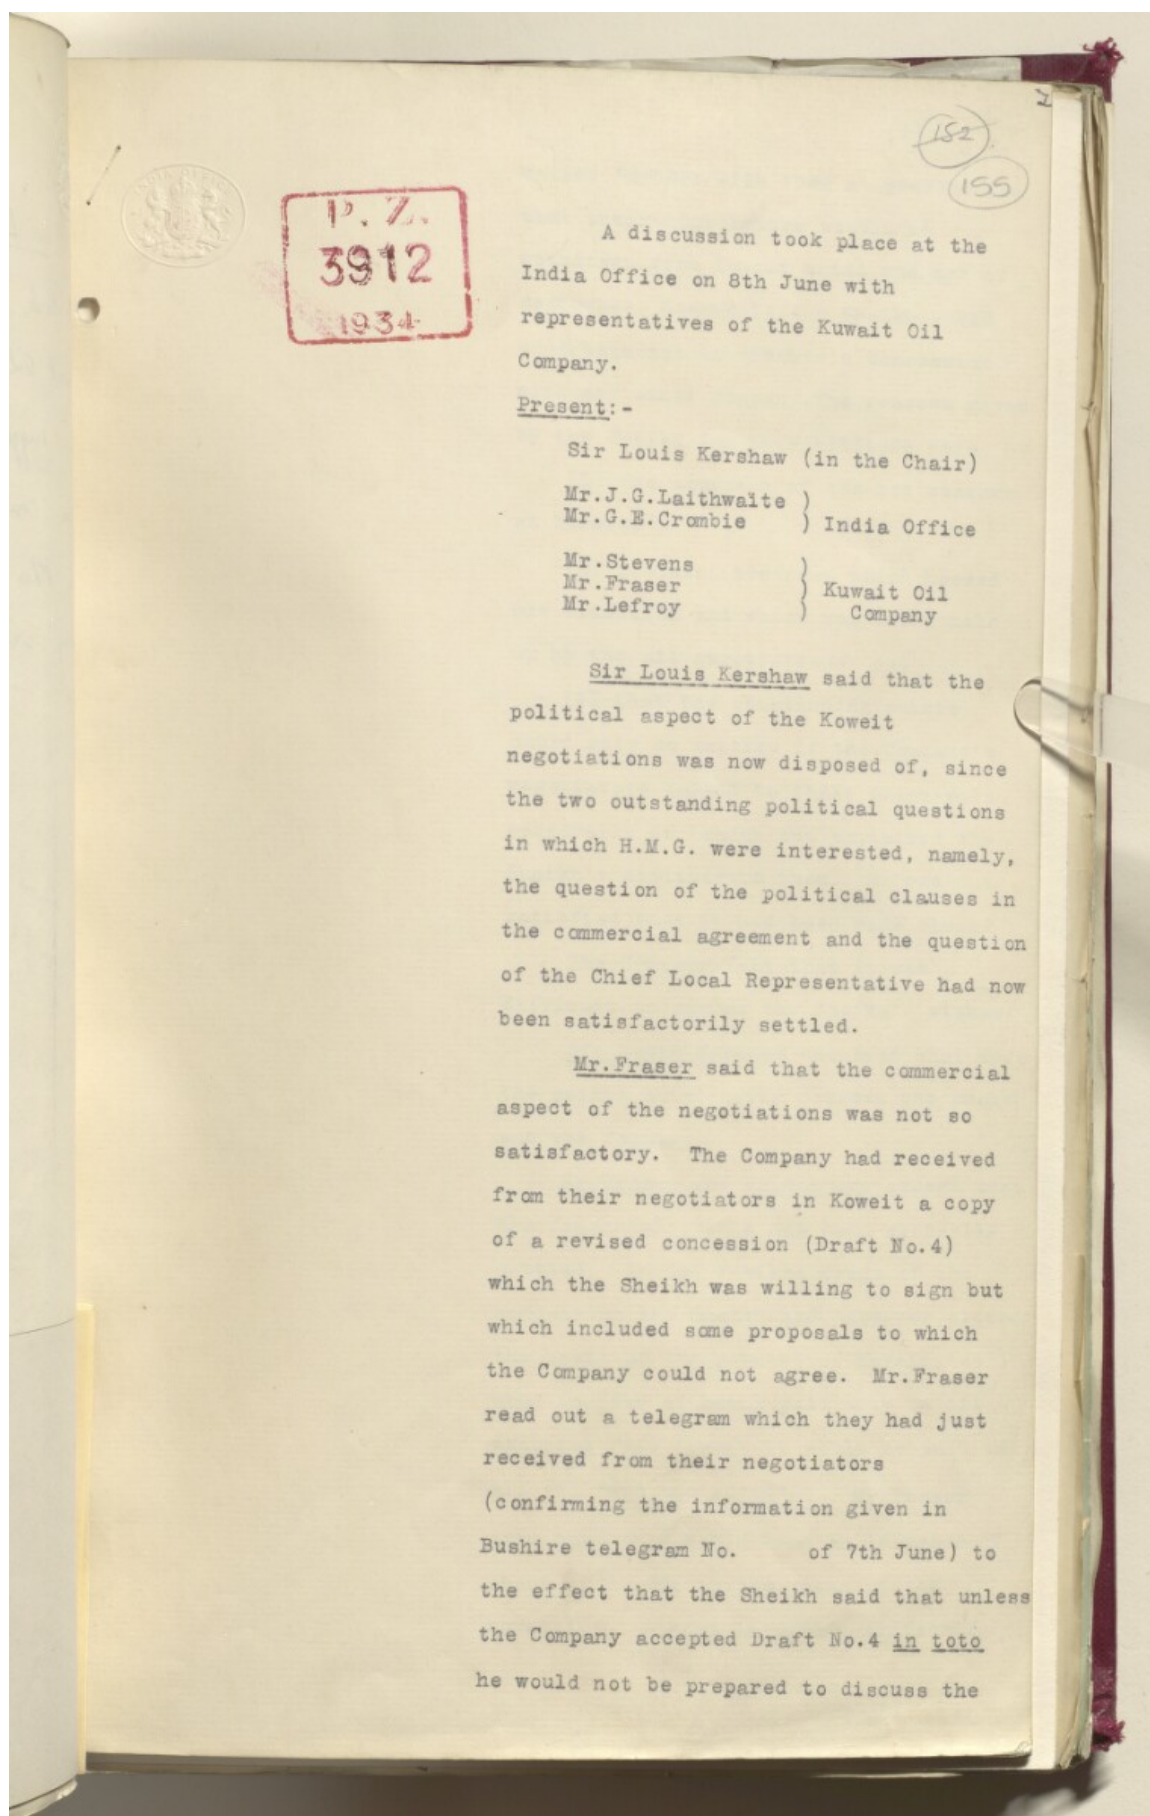 152
155
INDIA OFFICE
P. Z.
3912
1934
A discussion took place at the
India Office on 8th June with
representatives of the Kuwait Oil
Company.
Present:-
Sir Louis Kershaw (in the Chair)
Mr.J.G.Laithwaite )
Mr.G.E.Crombie ) India Office
Mr.Stevens )
Mr.Fraser ) Kuwait Oil
Mr.Lefroy ) Company
Sir Louis Kershaw said that the
political aspect of the Koweit
negotiations was now disposed of, since
the two outstanding political questions
in which H.M.G. were interested, namely,
the question of the political clauses in
the commercial agreement and the question
of the Chief Local Representative had now
been satisfactorily settled.
Mr.Fraser said that the commercial
aspect of the negotiations was not so
satisfactory. The Company had received
from their negotiators in Koweit a copy
of a revised concession (Draft No.4)
which the Sheikh was willing to sign but
which included some proposals to which
the Company could not agree. Mr.Fraser
read out a telegram which they had just
received from their negotiators
(confirming the information given in
Bushire telegram No. of 7th June) to
the effect that the Sheikh said that unless
the Company accepted Draft No.4 in toto
he would not be prepared to discuss the